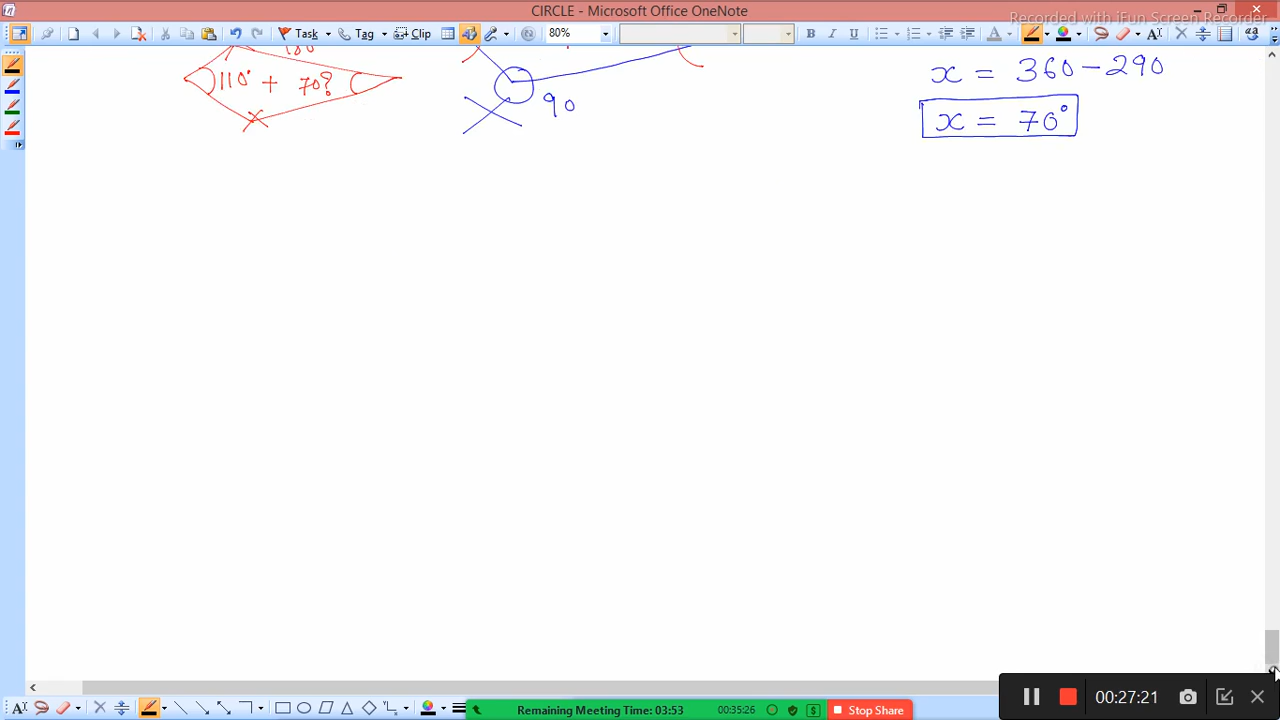 CIRCLE - Microsoft Office OneNote
Recorded with iFun Screen Recorder
Task Tag Clip 80% B I U A
180
110° + 70?
90
x = 360 - 290
x = 70°
Remaining Meeting Time: 03:53 00:35:26 Stop Share
00:27:21